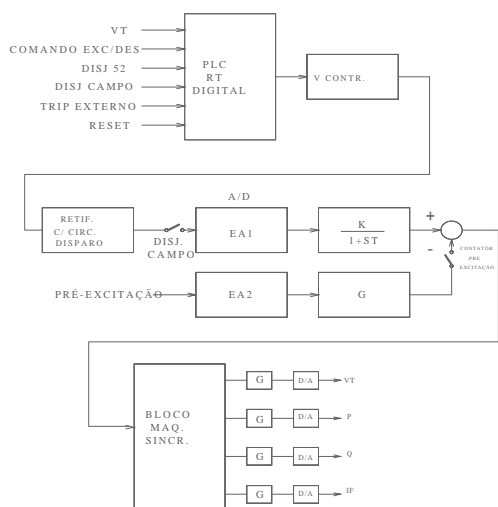 VT
COMANDO EXC/DES
DISJ 52
DISJ CAMPO
TRIP EXTERNO
RESET
PLC
RT
DIGITAL
V CONTR.
A/D
RETIF.
C/ CIRC.
DISPARO
DISJ.
CAMPO
EA1
K
1+ST
+
-
CONTATOR
PRE
EXCITAÇÃO
PRÉ-EXCITAÇÃO
EA2
G
BLOCO
MAQ.
SINCR.
G D/A VT
G D/A P
G D/A Q
G D/A IF